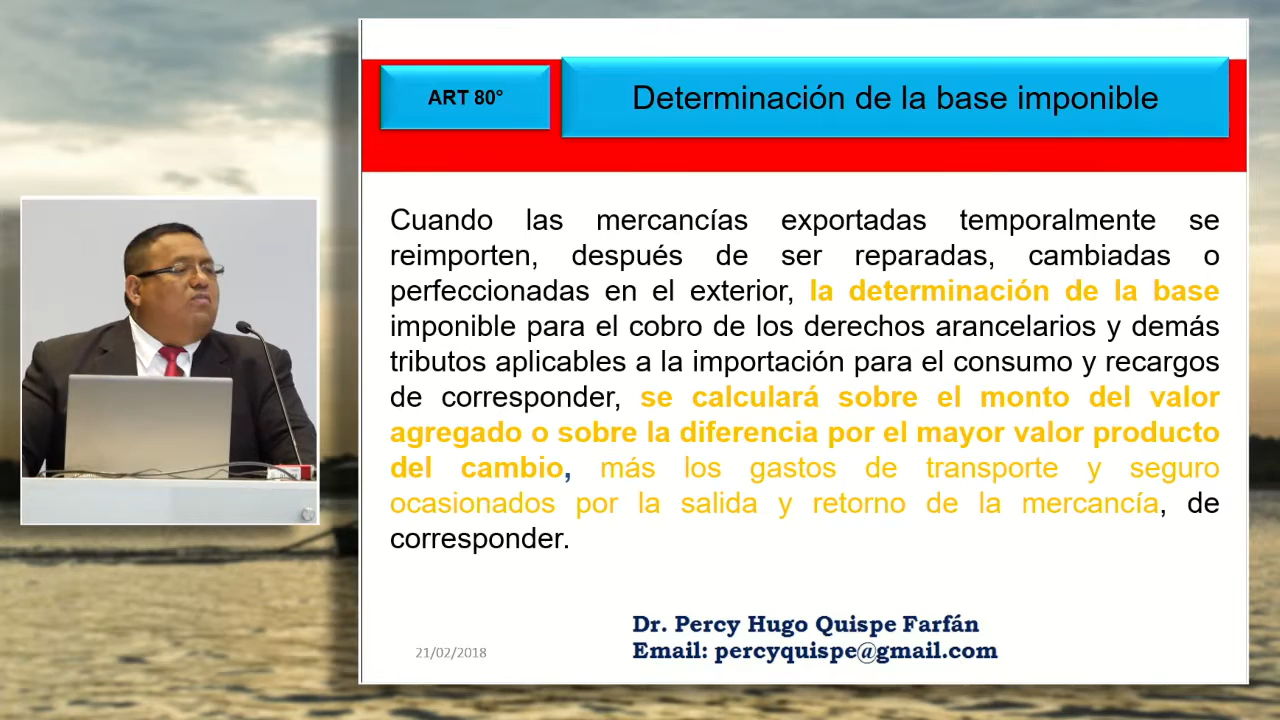 ART 80°
Determinación de la base imponible
Cuando las mercancías exportadas temporalmente se
reimporten, después de ser reparadas, cambiadas o
perfeccionadas en el exterior, la determinación de la base
imponible para el cobro de los derechos arancelarios y demás
tributos aplicables a la importación para el consumo y recargos
de corresponder, se calculará sobre el monto del valor
agregado o sobre la diferencia por el mayor valor producto
del cambio, más los gastos de transporte y seguro
ocasionados por la salida y retorno de la mercancía, de
corresponder.
Dr. Percy Hugo Quispe Farfán
21/02/2018
Email: percyquispe@gmail.com